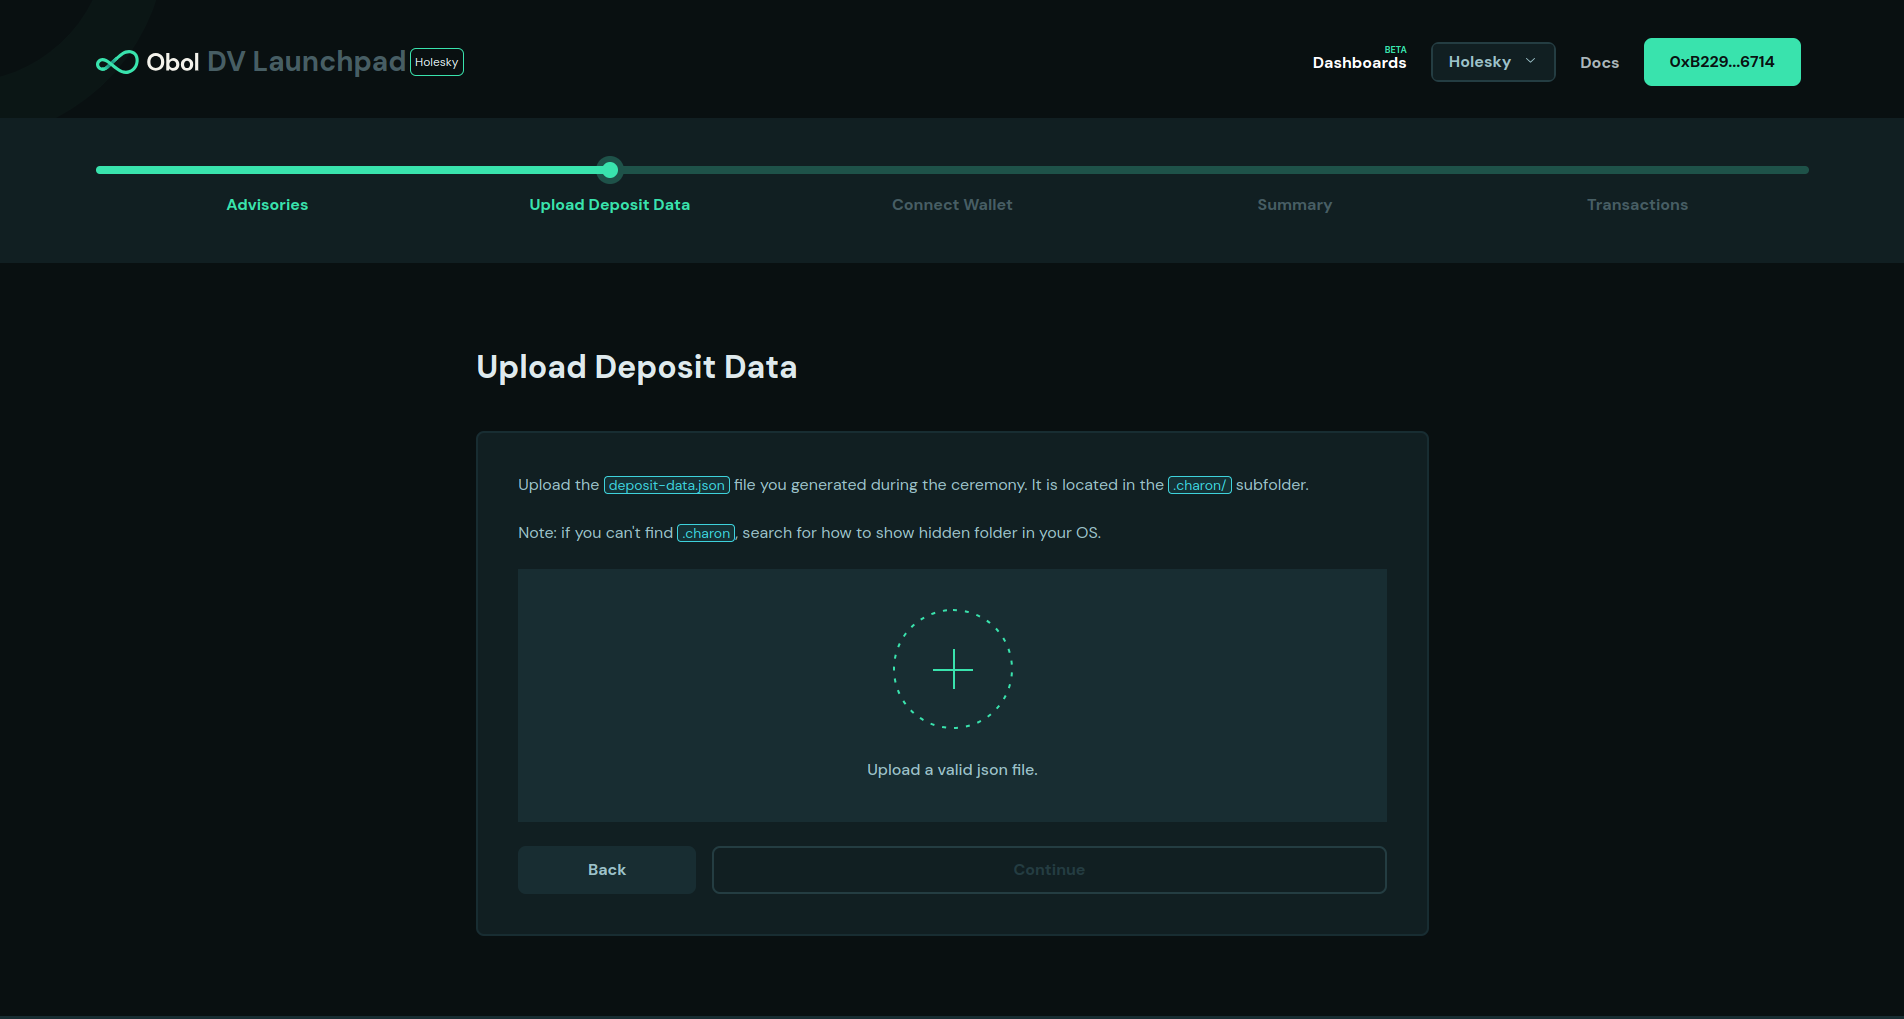 Obol DV Launchpad Holesky
BETA
Dashboards
Holesky
Docs
0xB229...6714
Advisories
Upload Deposit Data
Connect Wallet
Summary
Transactions
Upload Deposit Data
Upload the deposit-data.json file you generated during the ceremony. It is located in the .charon/ subfolder.
Note: if you can't find .charon, search for how to show hidden folder in your OS.
Upload a valid json file.
Back
Continue